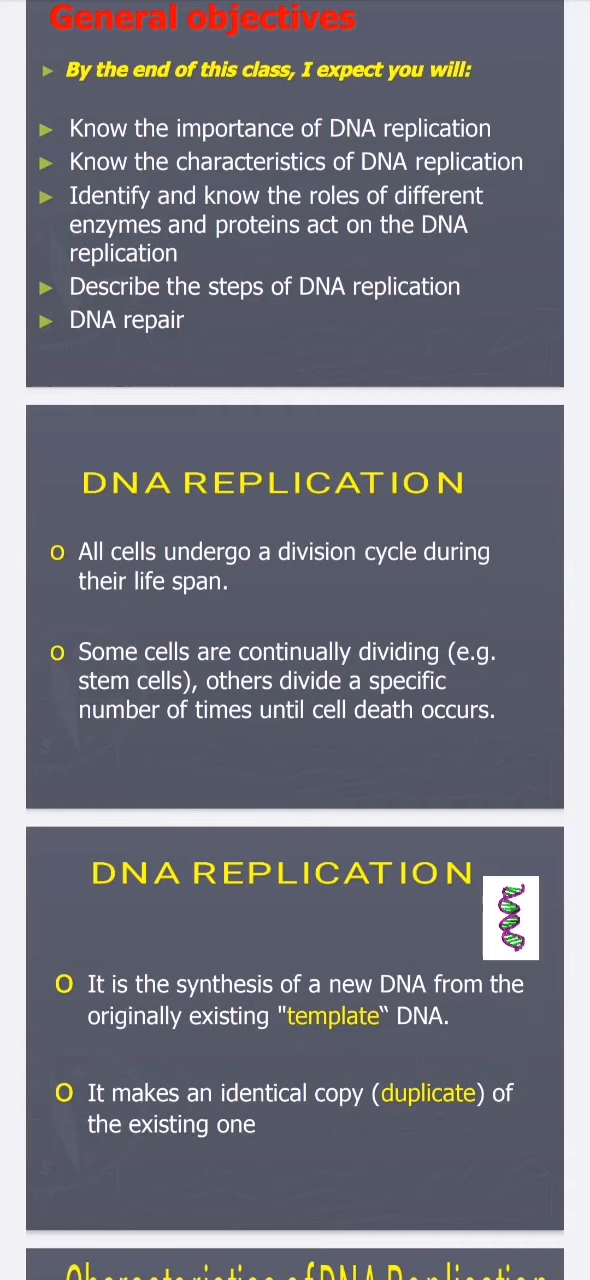 General objectives
► By the end of this class, I expect you will:
► Know the importance of DNA replication
► Know the characteristics of DNA replication
► Identify and know the roles of different
enzymes and proteins act on the DNA
replication
► Describe the steps of DNA replication
► DNA repair
DNA REPLICATION
o All cells undergo a division cycle during
their life span.
o Some cells are continually dividing (e.g.
stem cells), others divide a specific
number of times until cell death occurs.
DNA REPLICATION
o It is the synthesis of a new DNA from the
originally existing "template“ DNA.
o It makes an identical copy (duplicate) of
the existing one
Characteristics of DNA Replication